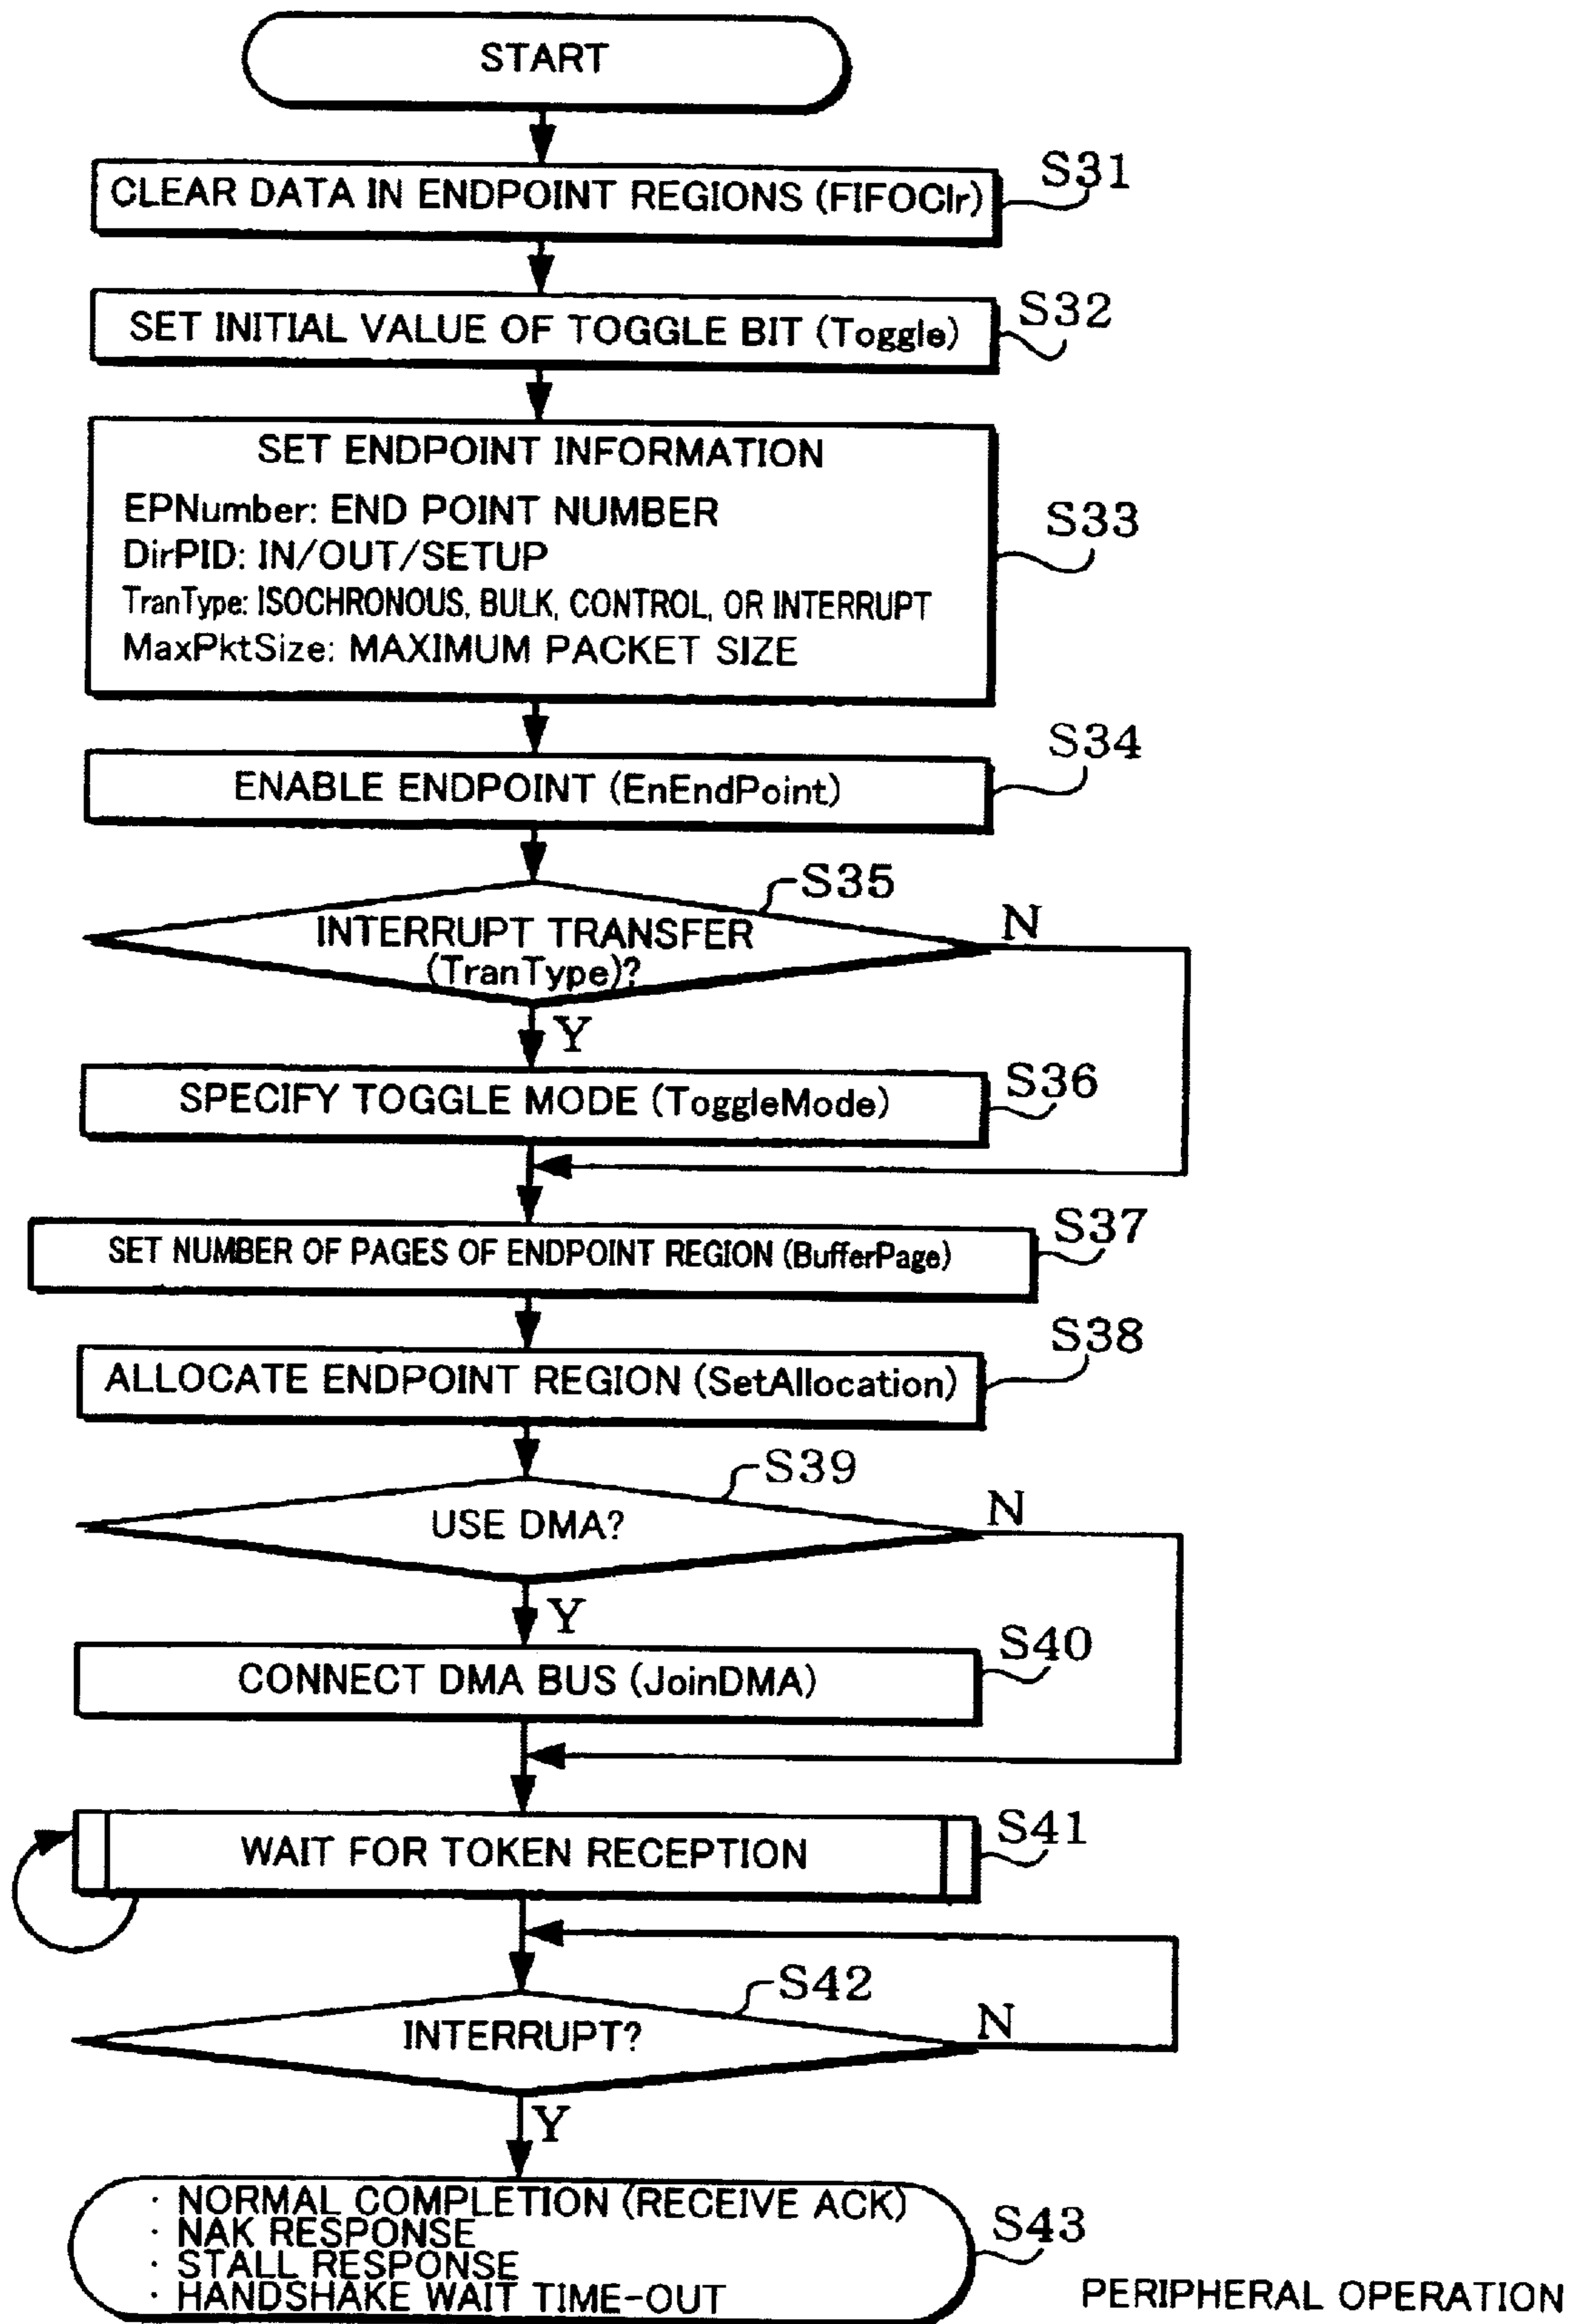 START
CLEAR DATA IN ENDPOINT REGIONS (FIFOClr)
S31
SET INITIAL VALUE OF TOGGLE BIT (Toggle)
S32
SET ENDPOINT INFORMATION
EPNumber: END POINT NUMBER
DirPID: IN/OUT/SETUP
TranType: ISOCHRONOUS, BULK, CONTROL, OR INTERRUPT
MaxPktSize: MAXIMUM PACKET SIZE
S33
ENABLE ENDPOINT (EnEndPoint)
S34
S35
INTERRUPT TRANSFER
(TranType)?
N
Y
SPECIFY TOGGLE MODE (ToggleMode)
S36
SET NUMBER OF PAGES OF ENDPOINT REGION (BufferPage)
S37
ALLOCATE ENDPOINT REGION (SetAllocation)
S38
S39
USE DMA?
N
Y
CONNECT DMA BUS (JoinDMA)
S40
WAIT FOR TOKEN RECEPTION
S41
S42
INTERRUPT?
N
Y
· NORMAL COMPLETION (RECEIVE ACK)
· NAK RESPONSE
· STALL RESPONSE
· HANDSHAKE WAIT TIME-OUT
S43
PERIPHERAL OPERATION